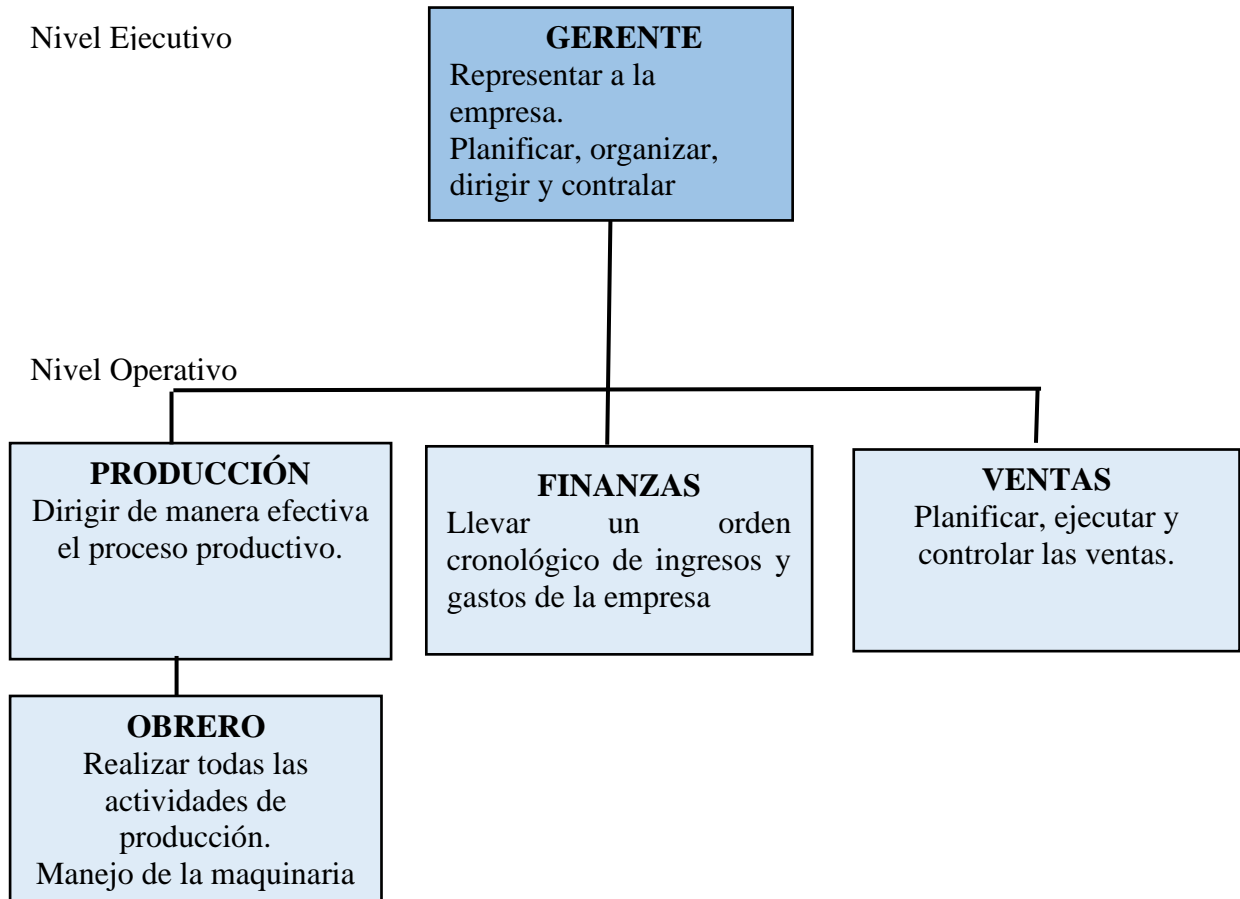 Nivel Ejecutivo
GERENTE
Representar a la
empresa.
Planificar, organizar,
dirigir y contralar
Nivel Operativo
PRODUCCIÓN
Dirigir de manera efectiva
el proceso productivo.
FINANZAS
Llevar un orden
cronológico de ingresos y
gastos de la empresa
VENTAS
Planificar, ejecutar y
controlar las ventas.
OBRERO
Realizar todas las
actividades de
producción.
Manejo de la maquinaria